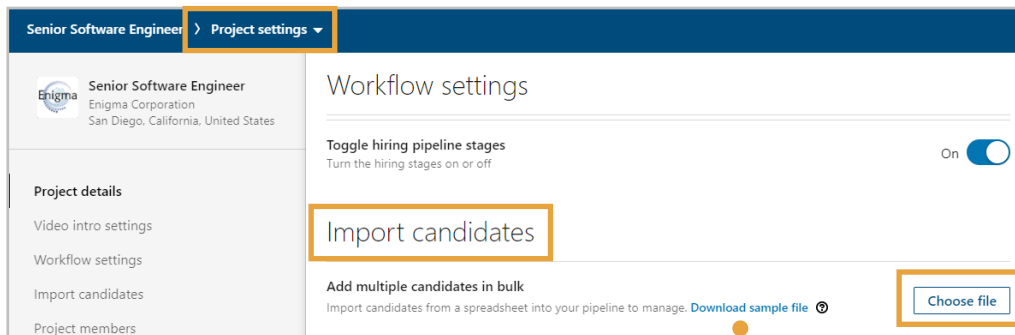 Senior Software Engineer > Project settings
Enigma
Senior Software Engineer
Enigma Corporation
San Diego, California, United States
Project details
Video intro settings
Workflow settings
Import candidates
Project members
Workflow settings
Toggle hiring pipeline stages
Turn the hiring stages on or off
On
Import candidates
Add multiple candidates in bulk
Import candidates from a spreadsheet into your pipeline to manage. Download sample file ?
Choose file